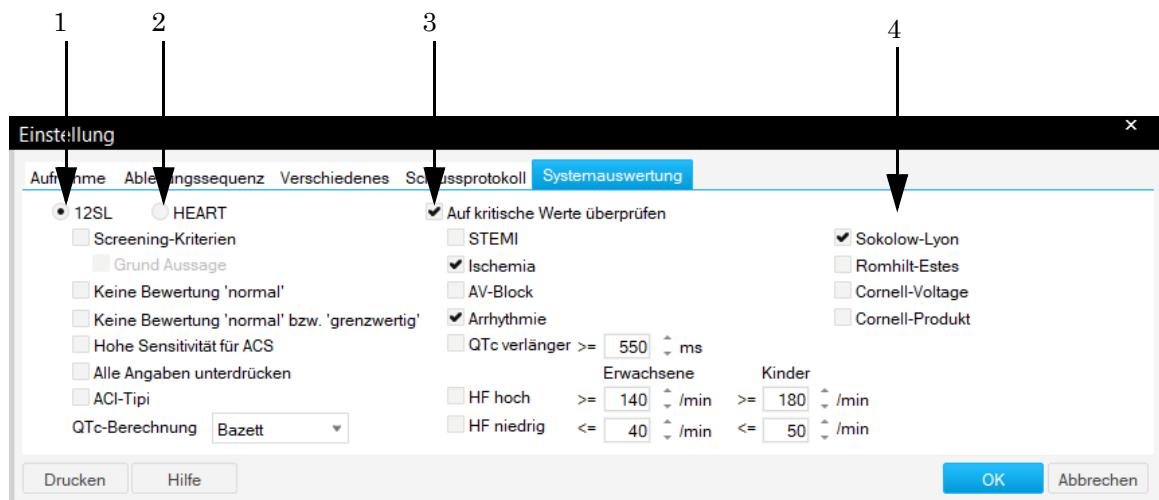 1 2 3 4
Einstellung ×
Aufnahme Ableitungssequenz Verschiedenes Schlussprotokoll Systemauswertung
12SL HEART Auf kritische Werte überprüfen
Screening-Kriterien STEMI Sokolow-Lyon
Grund Aussage Ischemia Romhilt-Estes
Keine Bewertung 'normal' AV-Block Cornell-Voltage
Keine Bewertung 'normal' bzw. 'grenzwertig' Arrhythmie Cornell-Produkt
Hohe Sensitivität für ACS QTc verlänger >= 550 ms
Alle Angaben unterdrücken Erwachsene Kinder
ACI-Tipi HF hoch >= 140 /min >= 180 /min
QTc-Berechnung Bazett HF niedrig <= 40 /min <= 50 /min
Drucken Hilfe OK Abbrechen